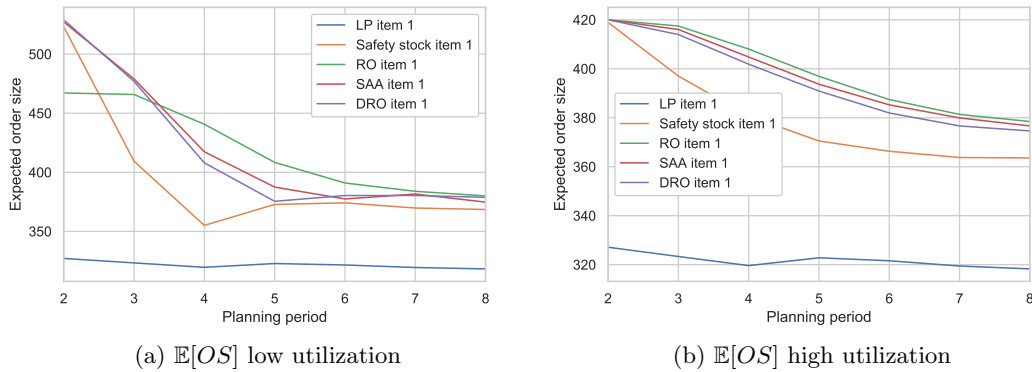 500
450
400
350
Expected order size
2 3 4 5 6 7 8
Planning period
LP item 1
Safety stock item 1
RO item 1
SAA item 1
DRO item 1
(a) 𝔼[OS] low utilization
420
400
380
360
340
320
Expected order size
2 3 4 5 6 7 8
Planning period
LP item 1
Safety stock item 1
RO item 1
SAA item 1
DRO item 1
(b) 𝔼[OS] high utilization